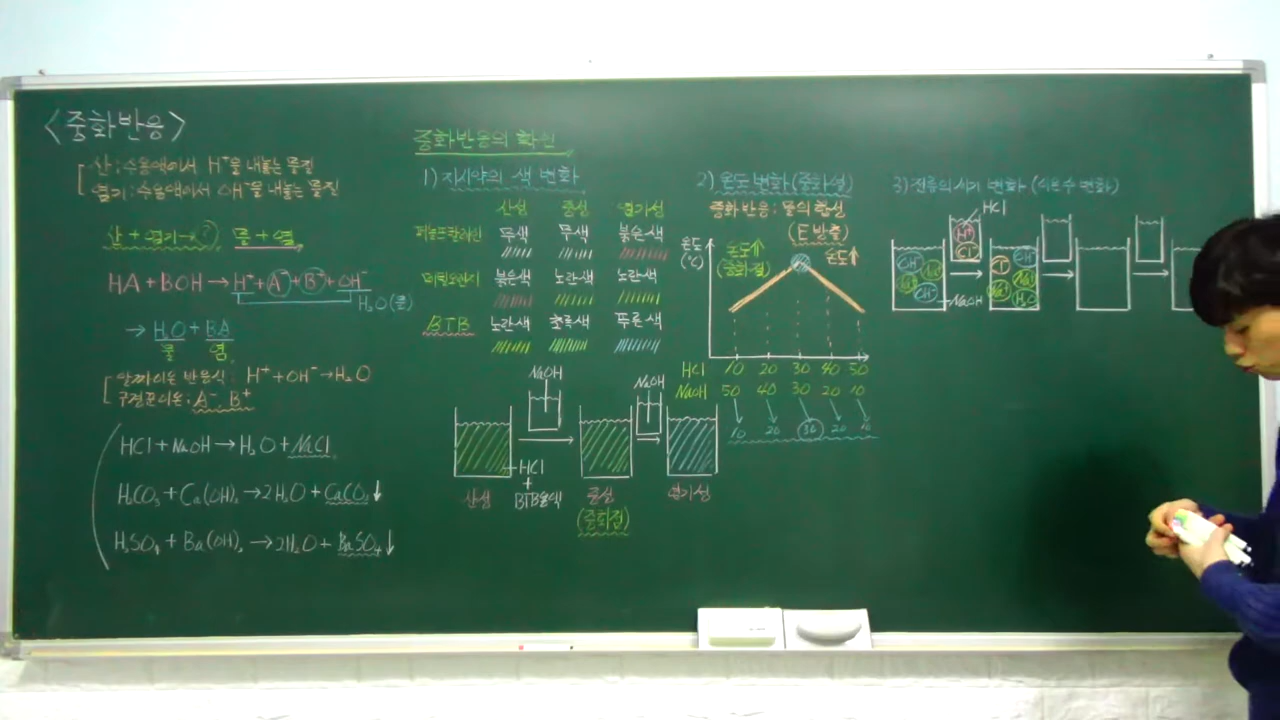 <중화반응>
산 : 수용액에서 H⁺을 내놓는 물질
염기 : 수용액에서 OH⁻을 내놓는 물질
산 + 염기 → ? 물 + 염
HA + BOH → H⁺ + A⁻ + B⁺ + OH⁻
H₂O (물)
→ H₂O + BA
물 염
알짜이온 반응식 : H⁺ + OH⁻ → H₂O
구경꾼이온 : A⁻, B⁺
HCl + NaOH → H₂O + NaCl
H₂CO₃ + Ca(OH)₂ → 2H₂O + CaCO₃↓
H₂SO₄ + Ba(OH)₂ → 2H₂O + BaSO₄↓
중화반응의 확인
1) 지시약의 색 변화
산성 중성 염기성
페놀프탈레인 무색 무색 붉은색
메틸오렌지 붉은색 노란색 노란색
BTB 노란색 초록색 푸른색
NaOH NaOH
HCl
+
BTB용액
산성 중성 염기성
(중화점)
2) 온도 변화 (중화열)
중화 반응 : 물의 합성
(E 방출)
온도
(℃)
온도↑
(중화점)
온도↑
HCl 10 20 30 40 50
NaOH 50 40 30 20 10
10 20 30 20 10
3) 전류의 세기 변화 (이온수 변화)
HCl
H⁺
Cl⁻
OH⁻
Na⁺
Na⁺
OH⁻
NaOH
Cl⁻
OH⁻
Na⁺
Na⁺
H₂O